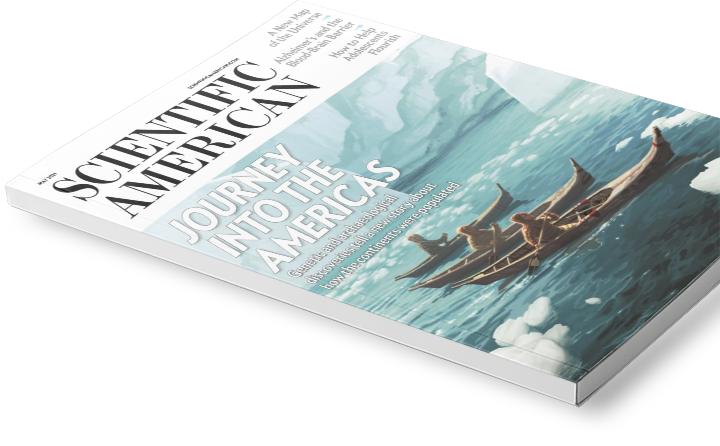 A New Map
of the Universe
Alzheimer's and the
Blood-Brain Barrier
How to Help
Adolescents
Flourish
SCIENTIFIC
AMERICAN
JOURNEY
INTO THE
AMERICAS
Genetic and archaeological
discoveries tell a new story about
how the continents were populated